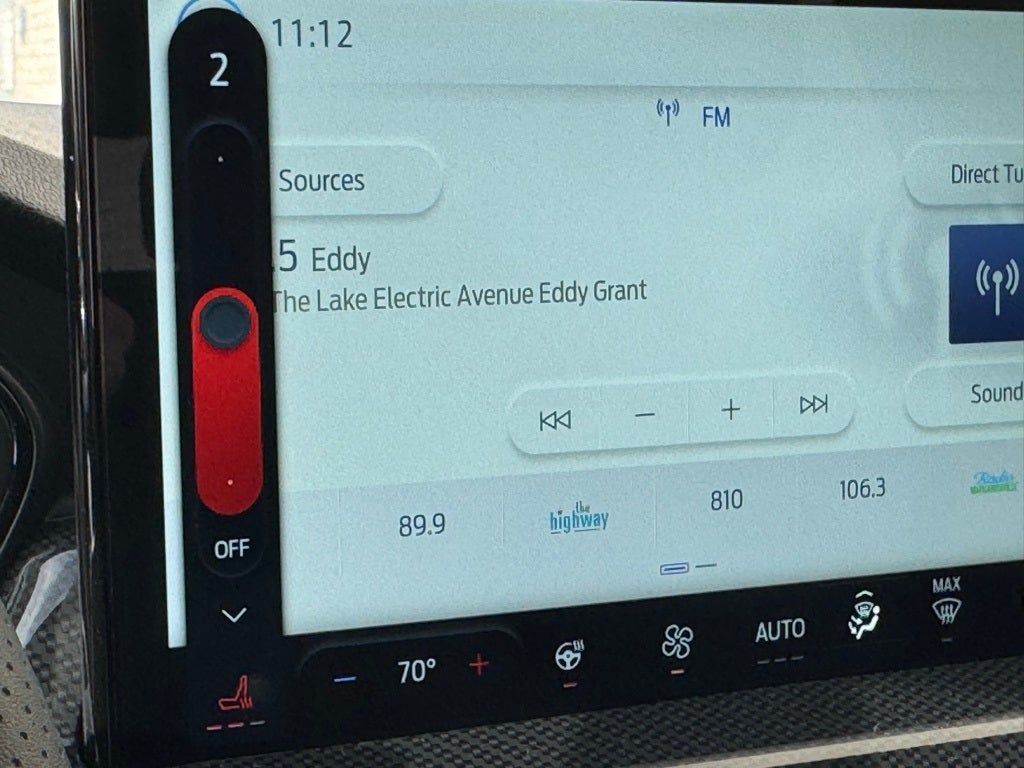 2
11:12
FM
Sources
Direct Tu
.5 Eddy
The Lake Electric Avenue Eddy Grant
Sound
89.9
the highway
810
106.3
OFF
70°
AUTO
MAX